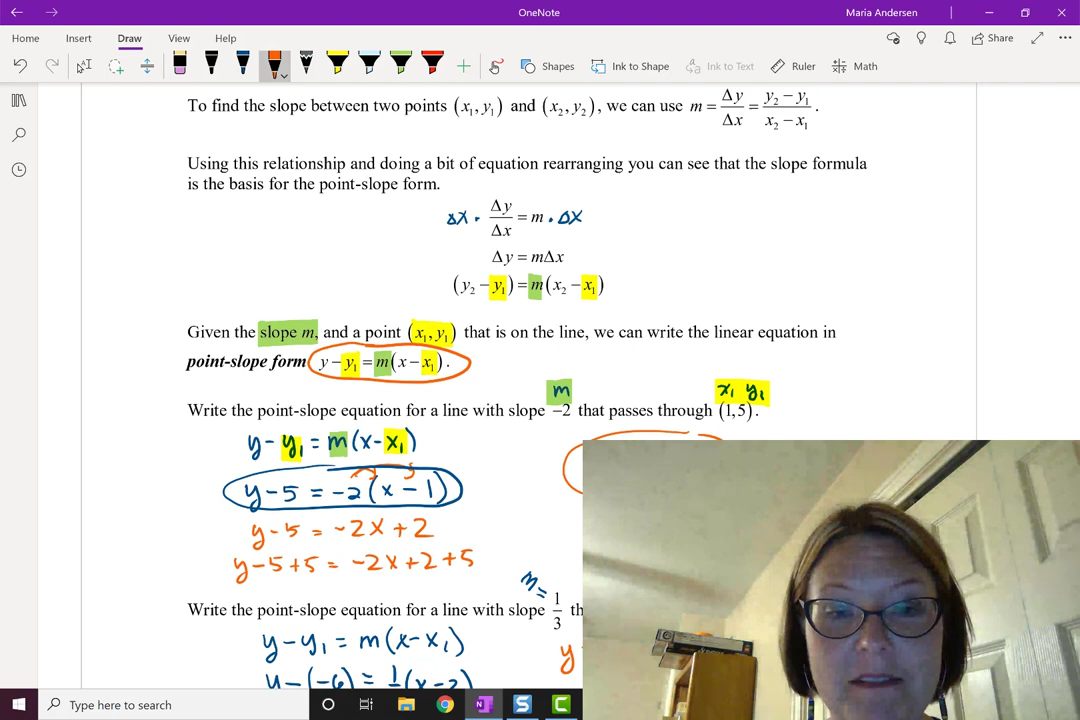 OneNote
Maria Andersen
Home Insert Draw View Help
Share
Shapes Ink to Shape Ink to Text Ruler Math
To find the slope between two points (x₁, y₁) and (x₂, y₂), we can use m = Δy/Δx = (y₂ − y₁)/(x₂ − x₁).
Using this relationship and doing a bit of equation rearranging you can see that the slope formula
is the basis for the point-slope form.
Δx · Δy/Δx = m · Δx
Δy = mΔx
(y₂ − y₁) = m(x₂ − x₁)
Given the slope m, and a point (x₁, y₁) that is on the line, we can write the linear equation in
point-slope form y − y₁ = m(x − x₁).
m x₁ y₁
Write the point-slope equation for a line with slope −2 that passes through (1,5).
y − y₁ = m(x − x₁)
y − 5 = −2(x − 1)
y − 5 = −2x + 2
y − 5 + 5 = −2x + 2 + 5
m =
Write the point-slope equation for a line with slope 1/3 th
y − y₁ = m(x − x₁)
y
y − (−6) = (x − 2)
Type here to search